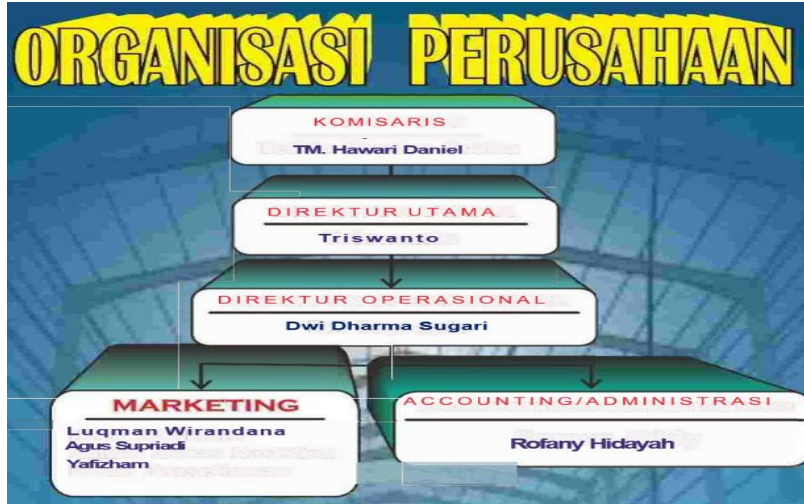 ORGANISASI PERUSAHAAN
KOMISARIS
TM. Hawari Daniel
DIREKTUR UTAMA
Triswanto
DIREKTUR OPERASIONAL
Dwi Dharma Sugari
MARKETING
Luqman Wirandana
Agus Supriadi
Yafizham
ACCOUNTING/ADMINISTRASI
Rofany Hidayah